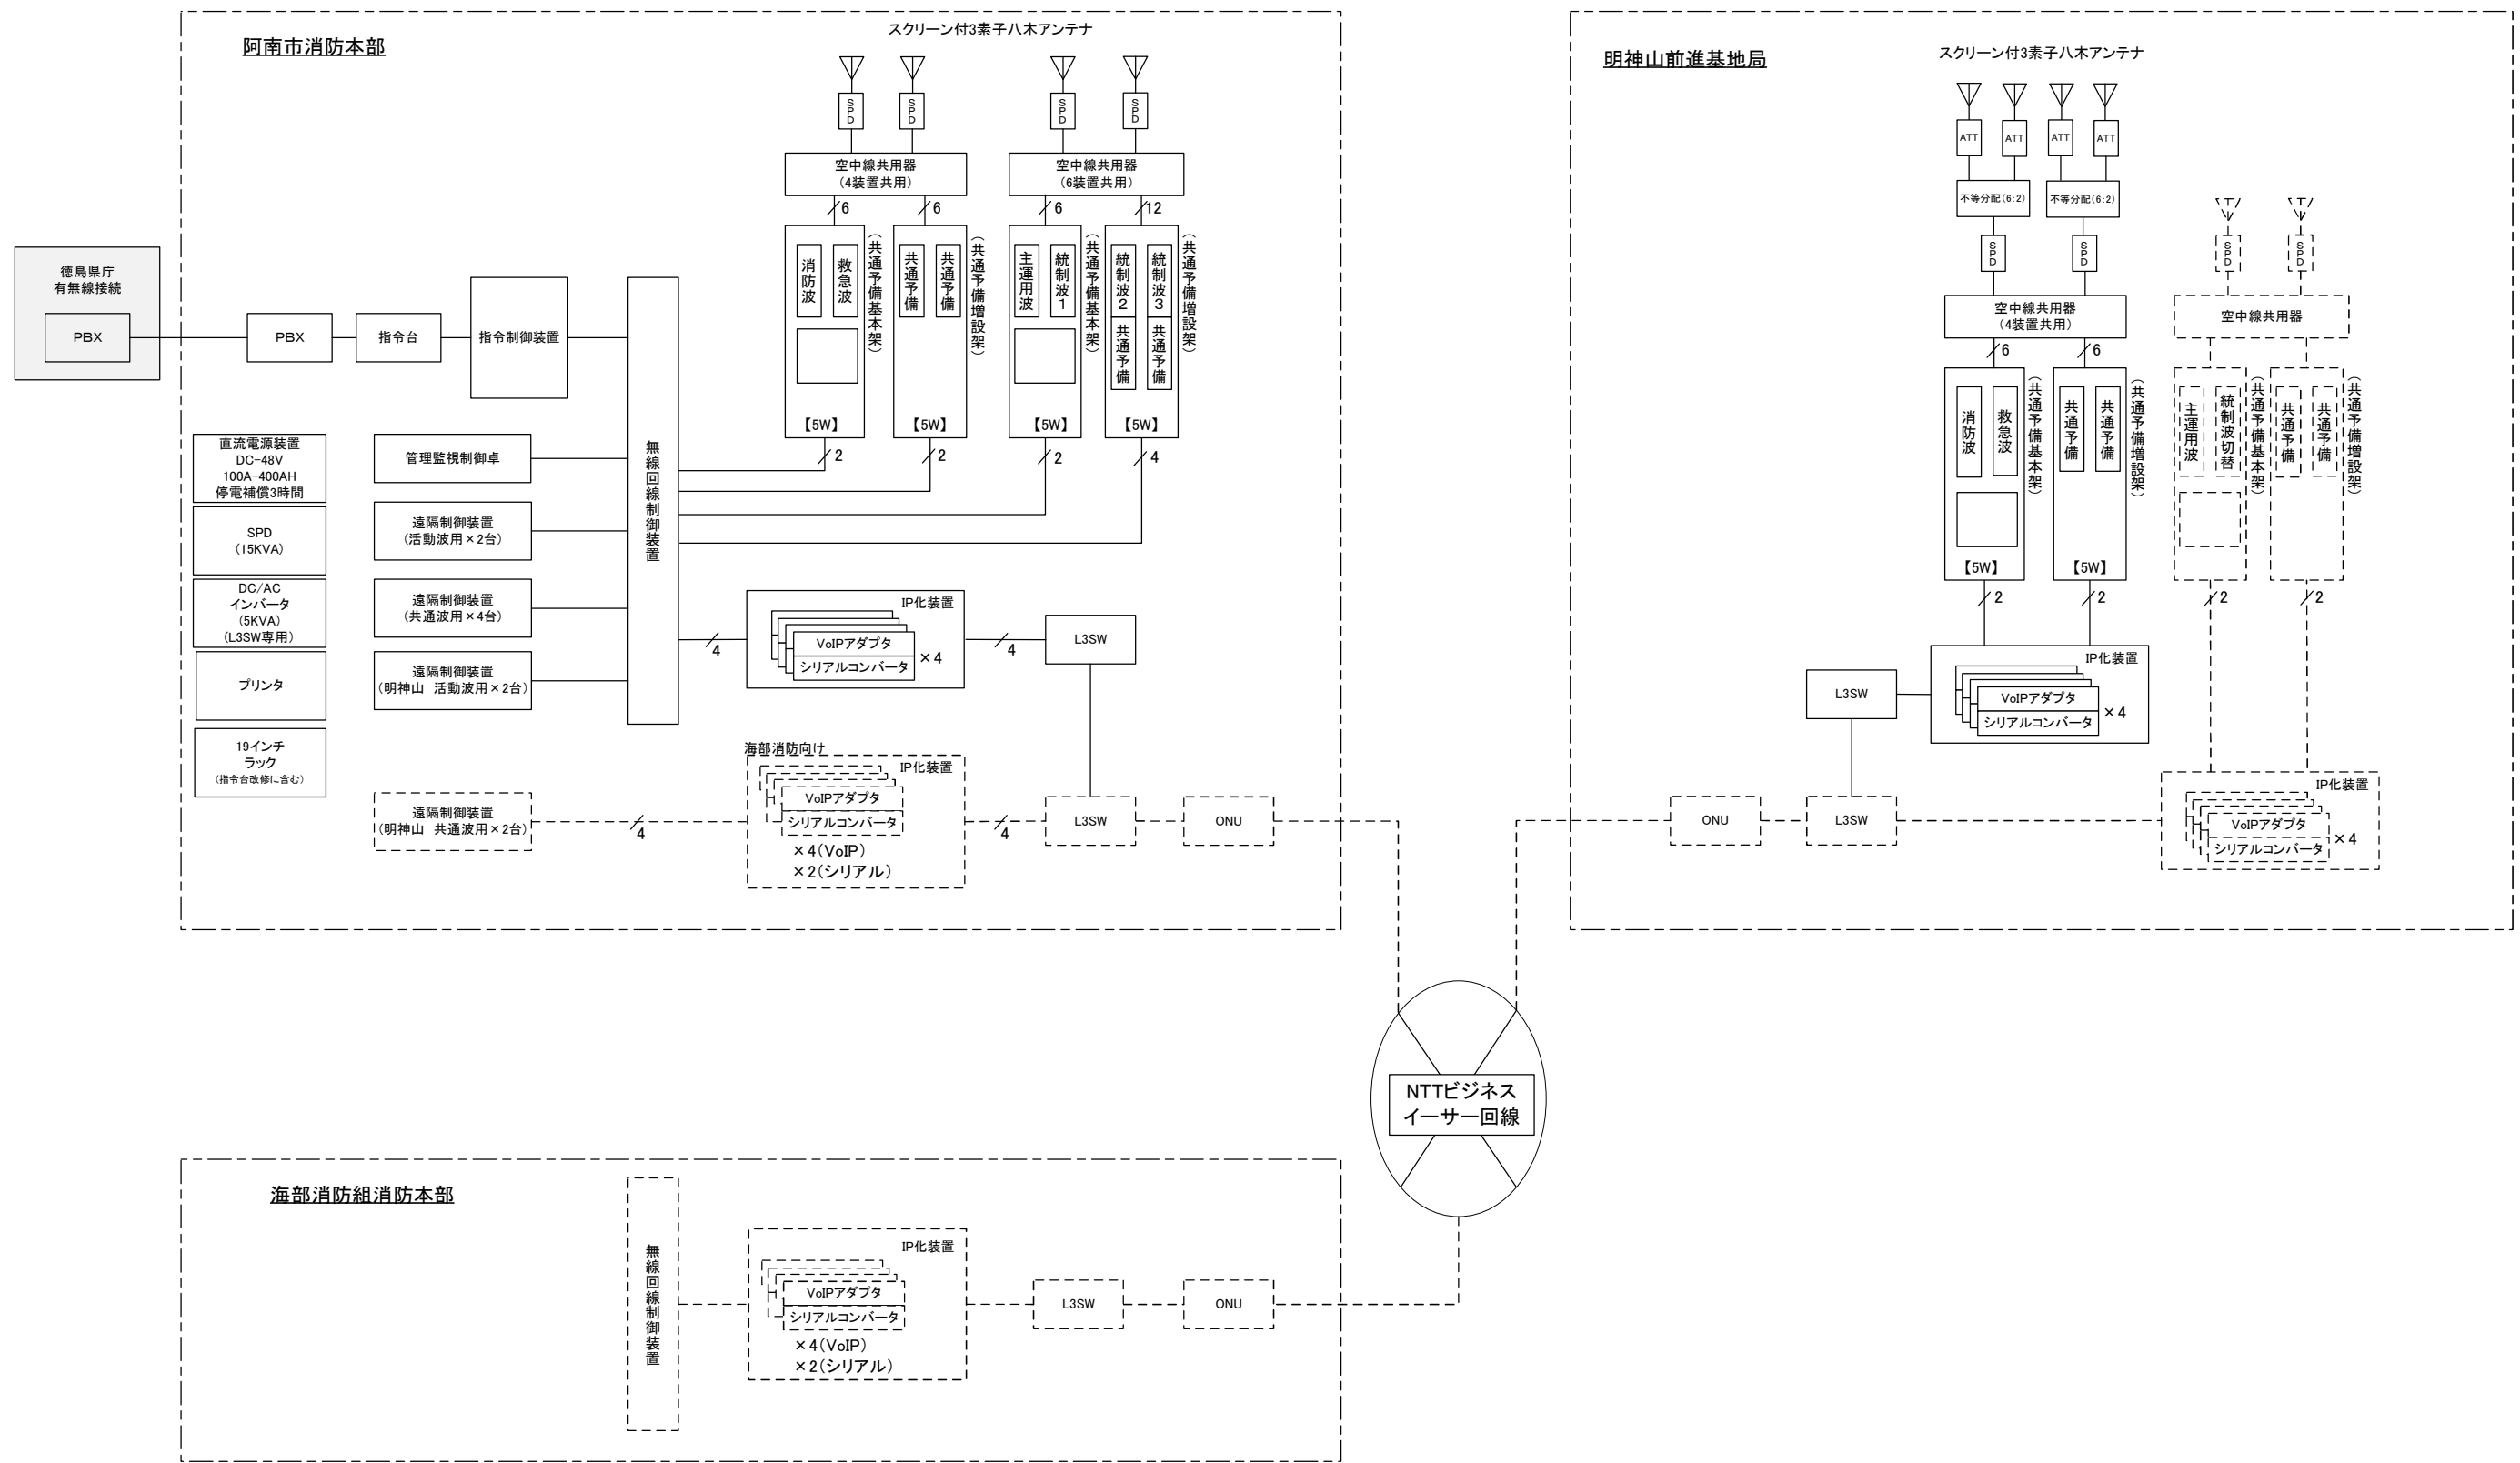 阿南市消防本部
スクリーン付3素子八木アンテナ
SPD
SPD
SPD
SPD
空中線共用器
(4装置共用)
空中線共用器
(6装置共用)
6
6
6
12
消防波
救急波
(共通予備基本架)
共通予備
共通予備
(共通予備増設架)
主運用波
統制波1
(共通予備基本架)
統制波2
共通予備
統制波3
共通予備
(共通予備増設架)
【5W】
【5W】
【5W】
【5W】
2
2
2
4
徳島県庁
有無線接続
PBX
PBX
指令台
指令制御装置
無線回線制御装置
直流電源装置
DC-48V
100A-400AH
停電補償3時間
SPD
(15KVA)
DC/AC
インバータ
(5KVA)
(L3SW専用)
プリンタ
19インチ
ラック
(指令台改修に含む)
管理監視制御卓
遠隔制御装置
(活動波用×2台)
遠隔制御装置
(共通波用×4台)
遠隔制御装置
(明神山 活動波用×2台)
遠隔制御装置
(明神山 共通波用×2台)
4
IP化装置
VoIPアダプタ
シリアルコンバータ
×4
4
L3SW
海部消防向け
IP化装置
VoIPアダプタ
シリアルコンバータ
×4(VoIP)
×2(シリアル)
4
4
L3SW
ONU
明神山前進基地局
スクリーン付3素子八木アンテナ
ATT
ATT
ATT
ATT
不等分配(6:2)
不等分配(6:2)
SPD
SPD
SPD
SPD
空中線共用器
(4装置共用)
空中線共用器
6
6
消防波
救急波
(共通予備基本架)
共通予備
共通予備
(共通予備増設架)
主運用波
統制波切替
(共通予備基本架)
共通予備
共通予備
(共通予備増設架)
【5W】
【5W】
2
2
2
2
L3SW
IP化装置
VoIPアダプタ
シリアルコンバータ
×4
ONU
L3SW
IP化装置
VoIPアダプタ
シリアルコンバータ
×4
NTTビジネス
イーサー回線
海部消防組消防本部
無線回線制御装置
IP化装置
VoIPアダプタ
シリアルコンバータ
×4(VoIP)
×2(シリアル)
L3SW
ONU